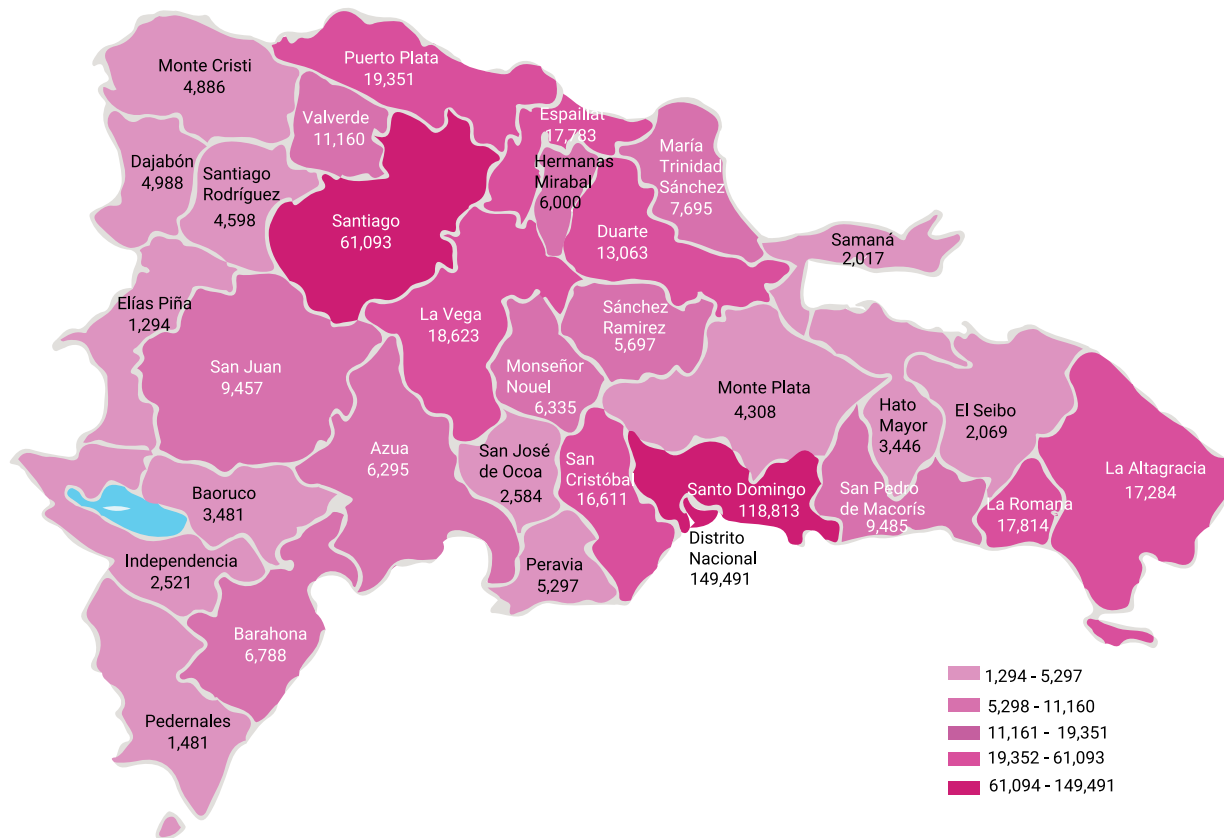 Monte Cristi
4,886
Puerto Plata
19,351
Valverde
11,160
Espaillat
17,783
Dajabón
4,988
Santiago
Rodríguez
4,598
Hermanas
Mirabal
6,000
María
Trinidad
Sánchez
7,695
Santiago
61,093
Duarte
13,063
Samaná
2,017
Elías Piña
1,294
La Vega
18,623
Sánchez
Ramirez
5,697
San Juan
9,457
Monseñor
Nouel
6,335
Monte Plata
4,308
Hato
Mayor
3,446
El Seibo
2,069
Azua
6,295
San José
de Ocoa
2,584
San
Cristóbal
16,611
La Altagracia
17,284
Baoruco
3,481
Santo Domingo
118,813
San Pedro
de Macorís
9,485
La Romana
17,814
Distrito
Nacional
149,491
Independencia
2,521
Peravia
5,297
Barahona
6,788
Pedernales
1,481
1,294 - 5,297
5,298 - 11,160
11,161 - 19,351
19,352 - 61,093
61,094 - 149,491